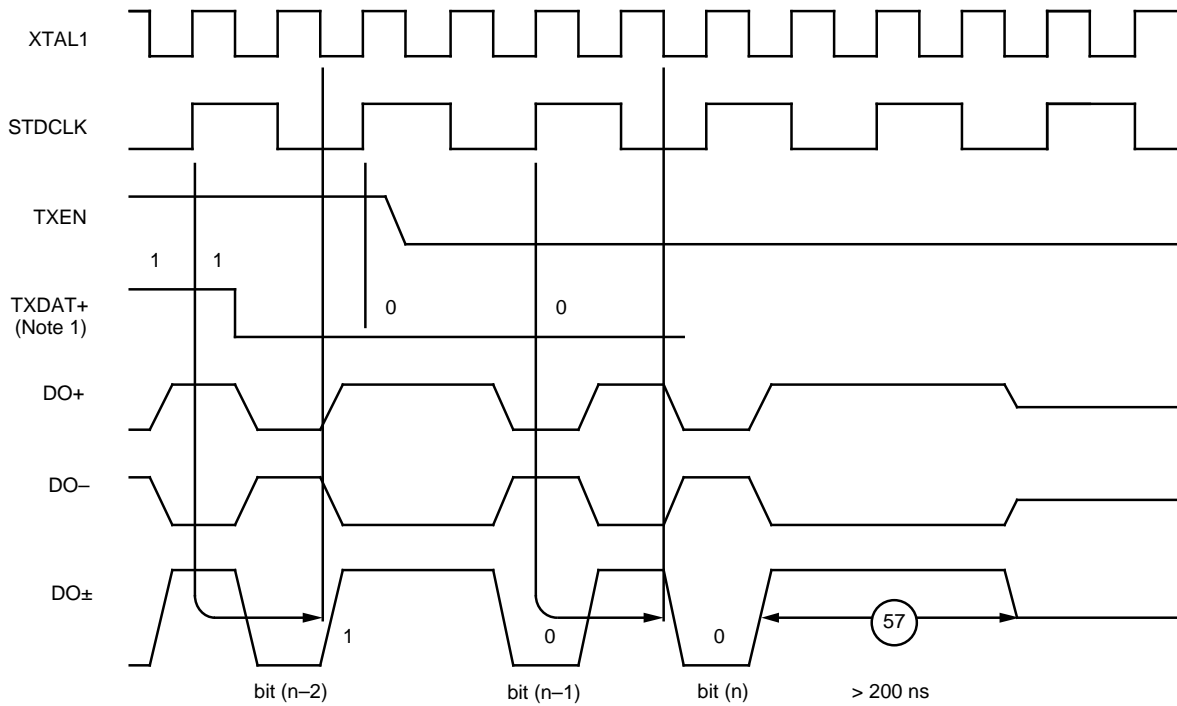 XTAL1
STDCLK
TXEN
1 1
TXDAT+
(Note 1)
0 0
DO+
DO–
DO±
57
1 0 0
bit (n–2) bit (n–1) bit (n) > 200 ns